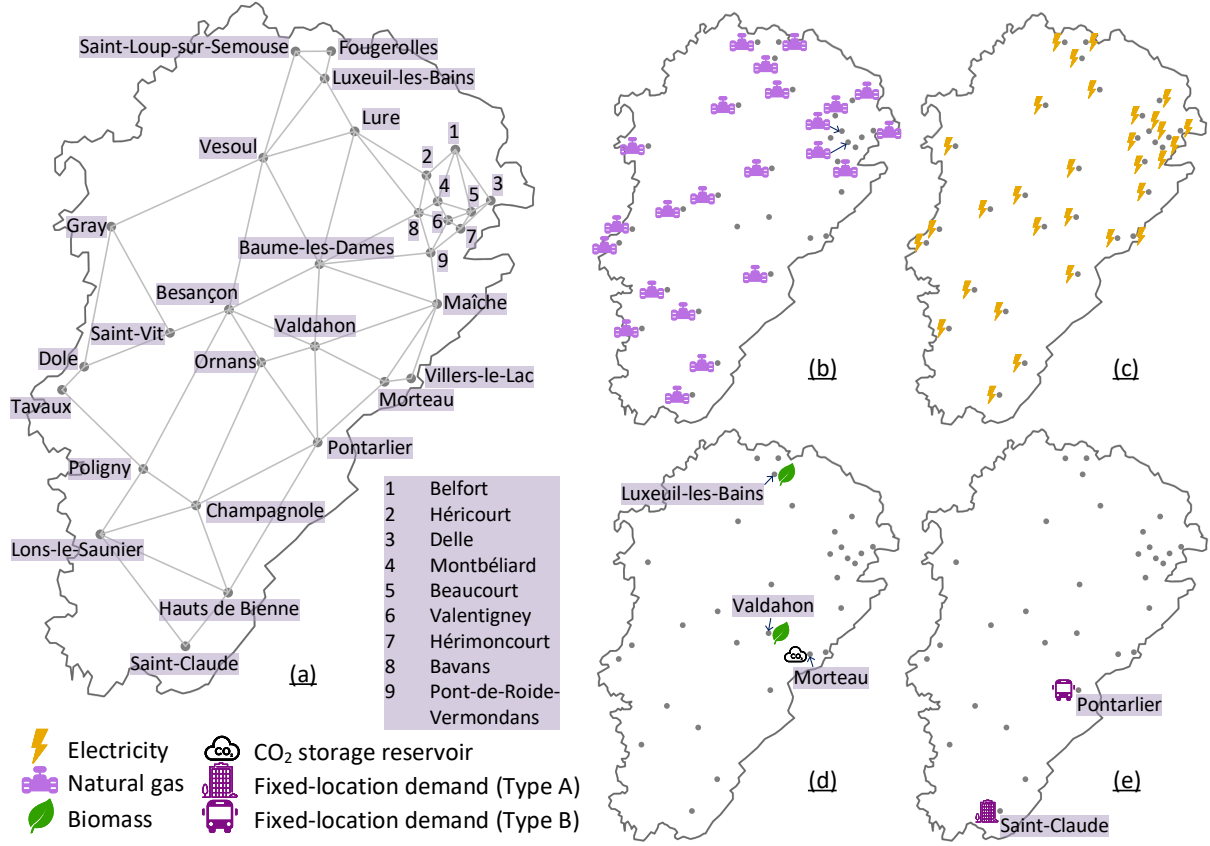 Saint-Loup-sur-Semouse
Fougerolles
Luxeuil-les-Bains
Lure
Vesoul
1
2
3
4
5
6
7
8
9
Gray
Baume-les-Dames
Besançon
Maîche
Saint-Vit
Valdahon
Dole
Ornans
Villers-le-Lac
Tavaux
Morteau
Pontarlier
Poligny
Champagnole
Lons-le-Saunier
Hauts de Bienne
Saint-Claude
(a)
1 Belfort
2 Héricourt
3 Delle
4 Montbéliard
5 Beaucourt
6 Valentigney
7 Hérimoncourt
8 Bavans
9 Pont-de-Roide-
Vermondans
(b)
(c)
Luxeuil-les-Bains
Valdahon
CO₂
Morteau
(d)
Pontarlier
Saint-Claude
(e)
Electricity
Natural gas
Biomass
CO₂
CO₂ storage reservoir
Fixed-location demand (Type A)
Fixed-location demand (Type B)